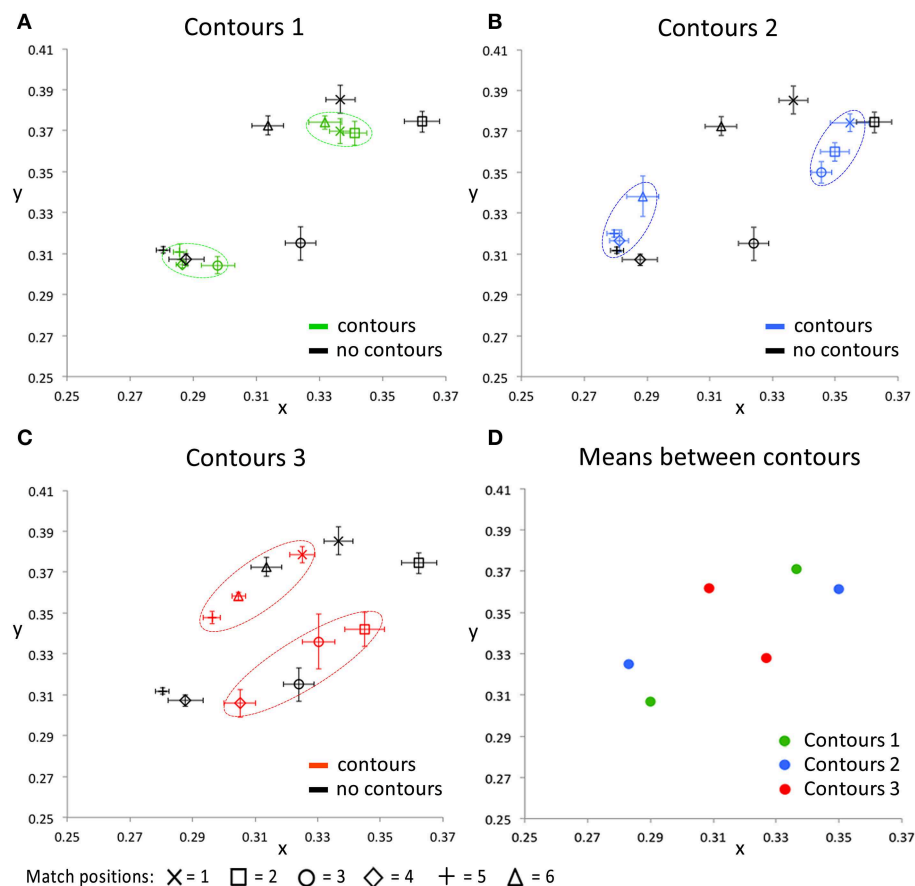 A
Contours 1
0.41
0.39
0.37
0.35
y
0.33
0.31
0.29
0.27
0.25
0.25 0.27 0.29 0.31 0.33 0.35 0.37
x
contours
no contours
B
Contours 2
0.41
0.39
0.37
0.35
y
0.33
0.31
0.29
0.27
0.25
0.25 0.27 0.29 0.31 0.33 0.35 0.37
x
contours
no contours
C
Contours 3
0.41
0.39
0.37
0.35
y
0.33
0.31
0.29
0.27
0.25
0.25 0.27 0.29 0.31 0.33 0.35 0.37
x
contours
no contours
D
Means between contours
0.41
0.39
0.37
0.35
y
0.33
0.31
0.29
0.27
0.25
0.25 0.27 0.29 0.31 0.33 0.35 0.37
x
Contours 1
Contours 2
Contours 3
Match positions: × = 1 □ = 2 ○ = 3 ◇ = 4 + = 5 △ = 6